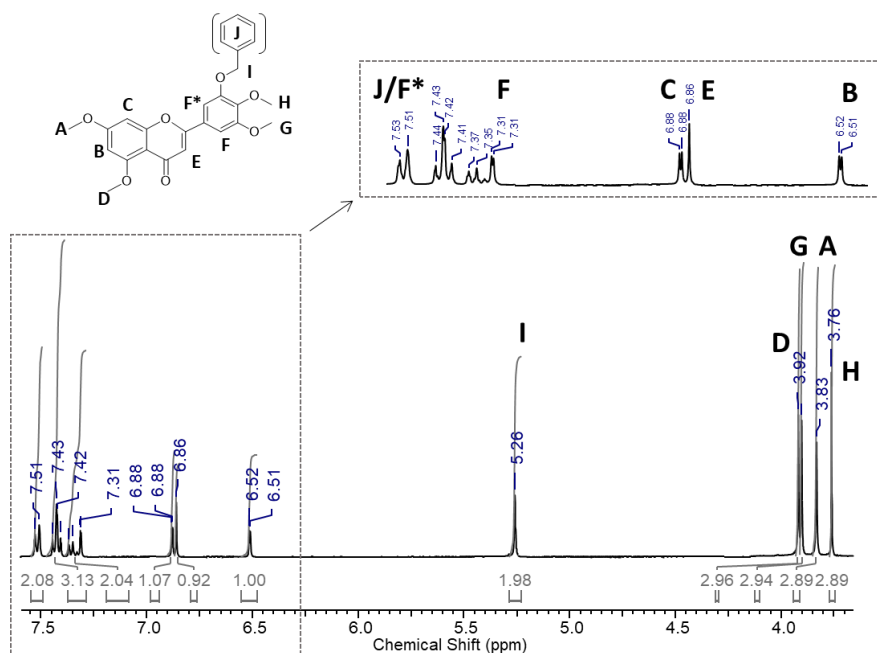 J
O
I
O
H
F*
O
G
C
O
A
O
O
F
B
E
O
O
D
J/F*
F
C
E
B
7.53
7.51
7.44
7.43
7.42
7.41
7.37
7.35
7.31
7.31
6.88
6.88
6.86
6.52
6.51
G
A
I
D
H
7.51
7.43
7.42
7.31
6.88
6.88
6.86
6.52
6.51
5.26
3.92
3.83
3.76
2.08 3.13 2.04 1.07 0.92 1.00 1.98 2.96 2.94 2.89 2.89
7.5 7.0 6.5 6.0 5.5 5.0 4.5 4.0
Chemical Shift (ppm)